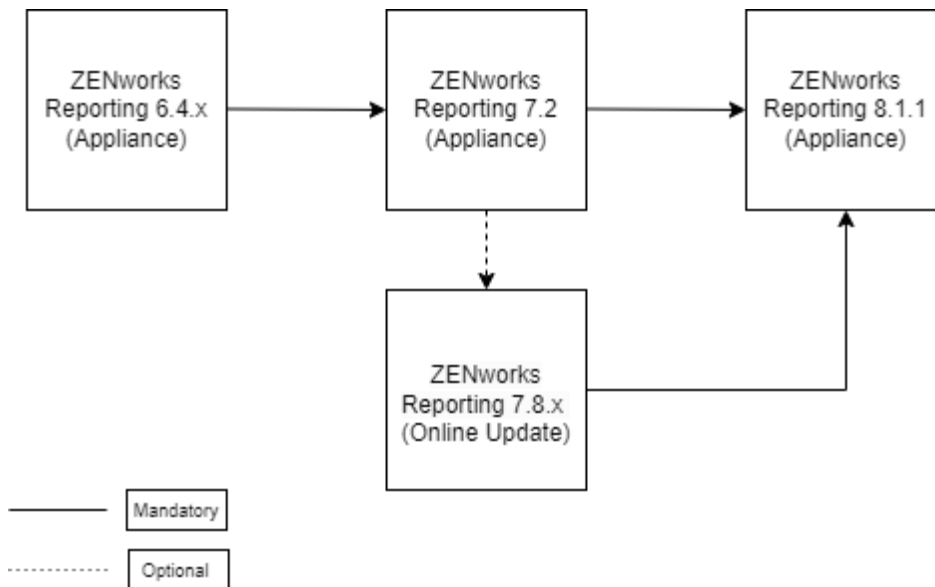 ZENworks
Reporting 6.4.x
(Appliance)
ZENworks
Reporting 7.2
(Appliance)
ZENworks
Reporting 8.1.1
(Appliance)
ZENworks
Reporting 7.8.x
(Online Update)
Mandatory
Optional